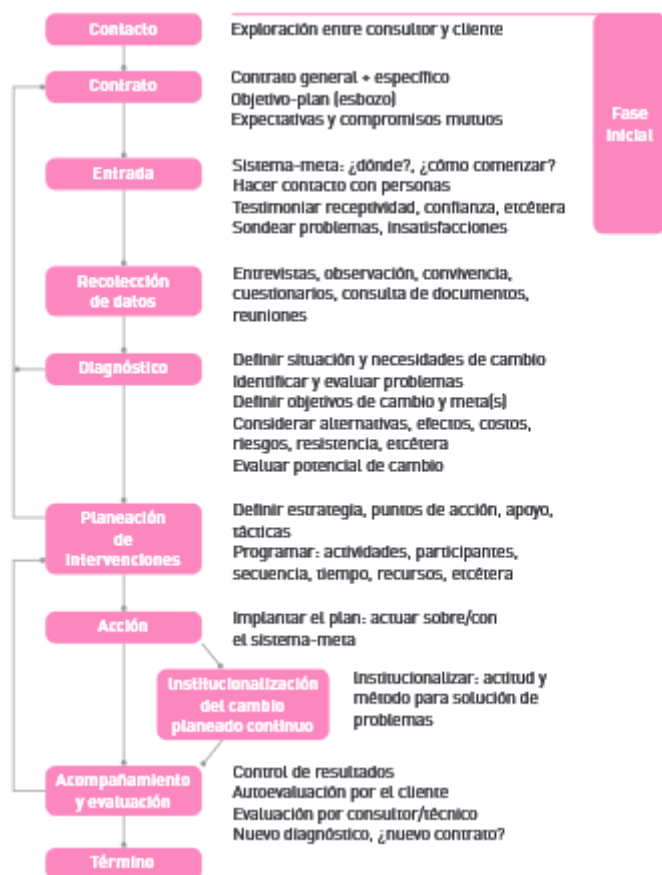 Contacto
Exploración entre consultor y cliente
Contrato
Contrato general + específico
Objetivo-plan (esbozo)
Expectativas y compromisos mutuos
Fase
Inicial
Entrada
Sistema-meta: ¿dónde?, ¿cómo comenzar?
Hacer contacto con personas
Testimoniar receptividad, confianza, etcétera
Sondear problemas, insatisfacciones
Recolección
de datos
Entrevistas, observación, convivencia,
cuestionarios, consulta de documentos,
reuniones
Diagnóstico
Definir situación y necesidades de cambio
Identificar y evaluar problemas
Definir objetivos de cambio y meta(s)
Considerar alternativas, efectos, costos,
riesgos, resistencia, etcétera
Evaluar potencial de cambio
Planeación
de
intervenciones
Definir estrategia, puntos de acción, apoyo,
tácticas
Programar: actividades, participantes,
secuencia, tiempo, recursos, etcétera
Acción
Implantar el plan: actuar sobre/con
el sistema-meta
Institucionalización
del cambio
planeado continuo
Institucionalizar: actitud y
método para solución de
problemas
Acompañamiento
y evaluación
Control de resultados
Autoevaluación por el cliente
Evaluación por consultor/técnico
Nuevo diagnóstico, ¿nuevo contrato?
Término